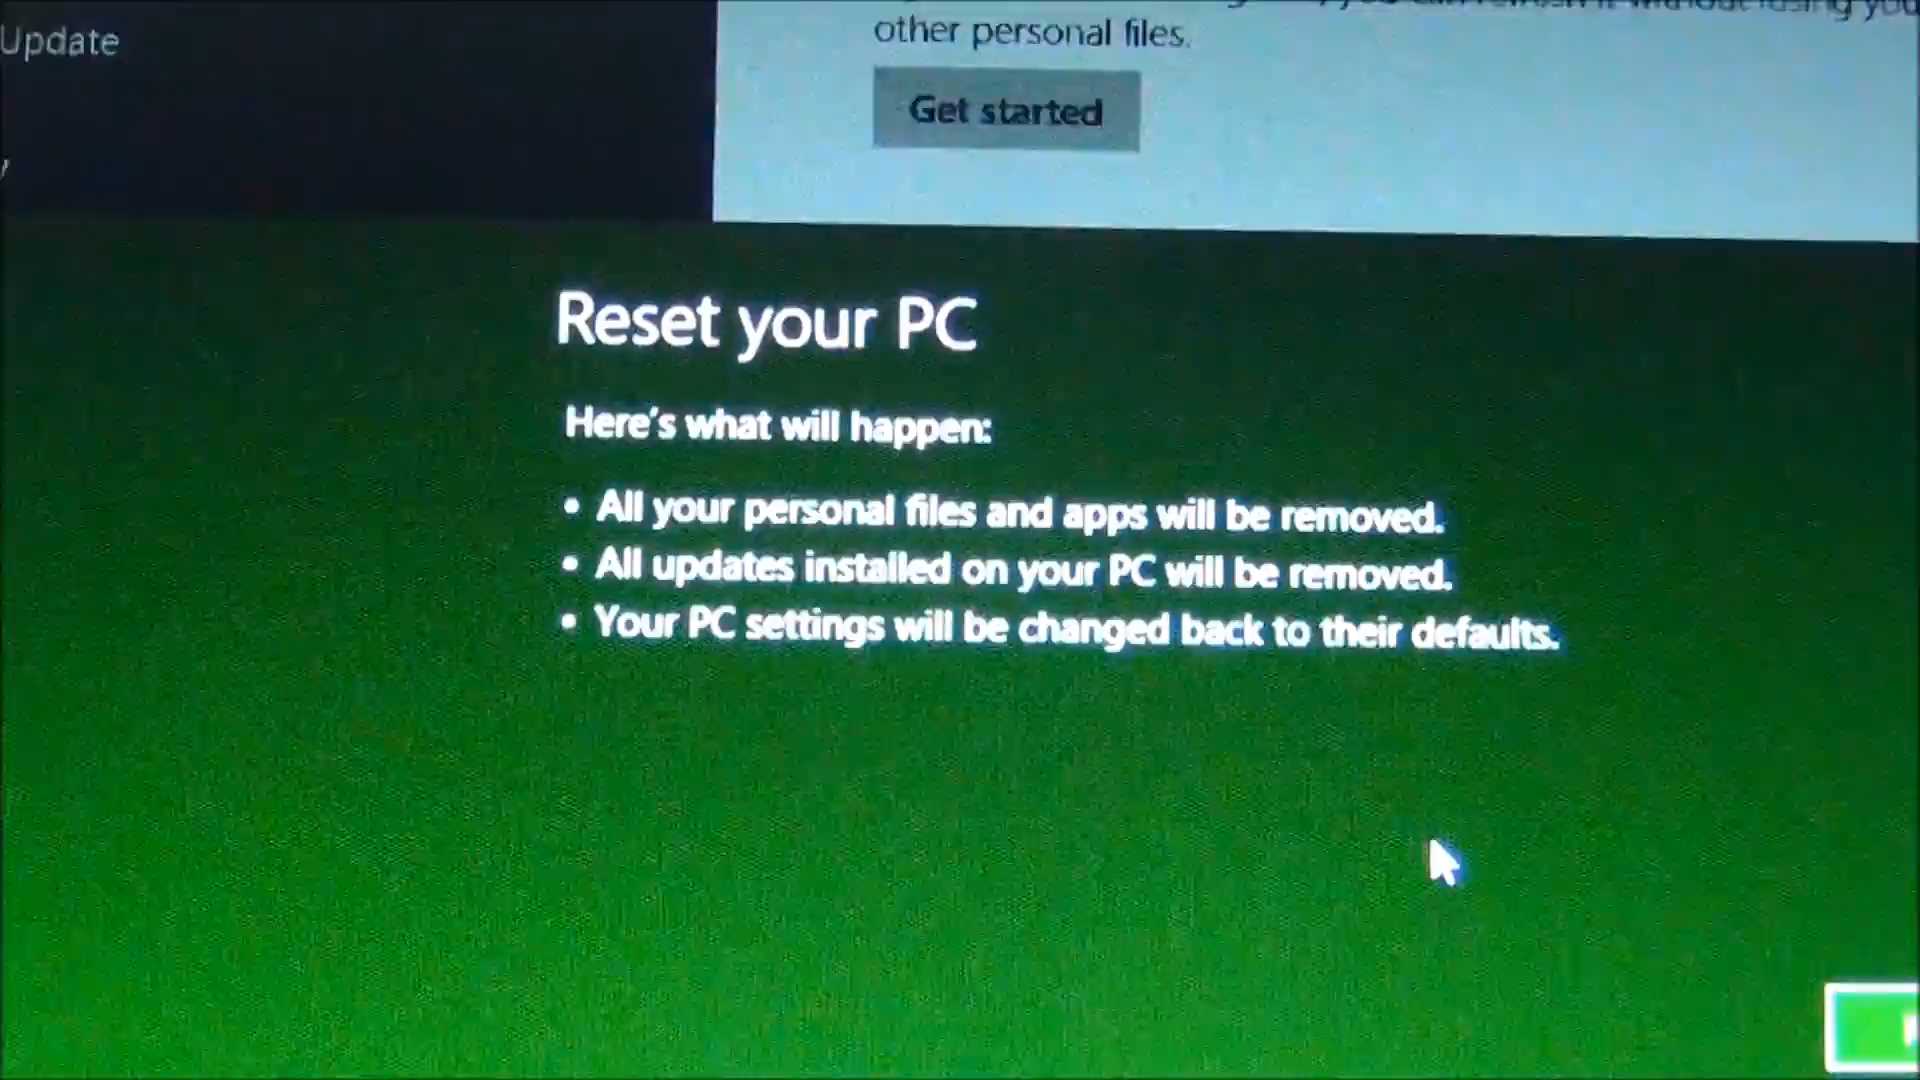 Update
other personal files.
Get started
Reset your PC
Here's what will happen:
• All your personal files and apps will be removed.
• All updates installed on your PC will be removed.
• Your PC settings will be changed back to their defaults.